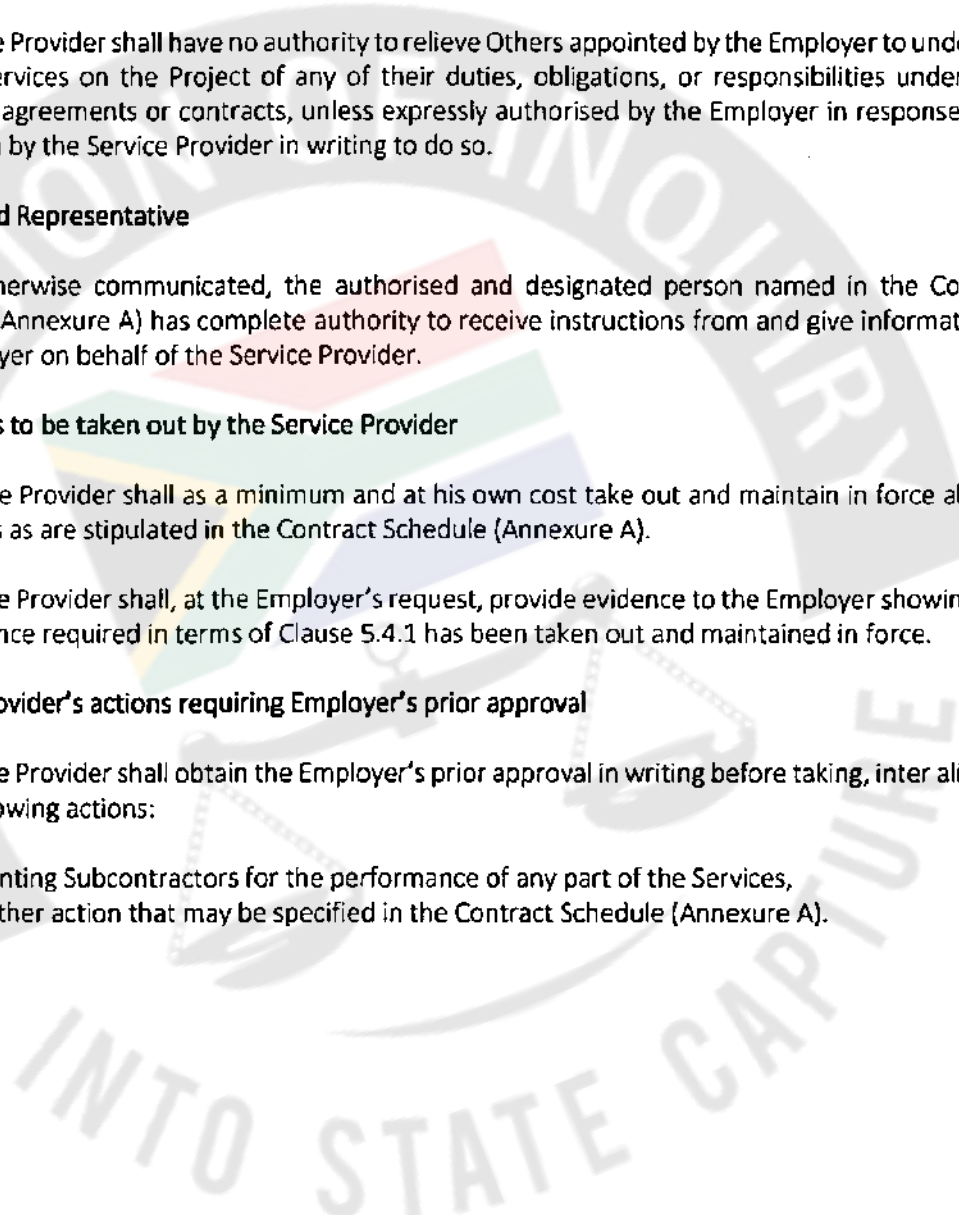 e Provider shall have no authority to relieve Others appointed by the Employer to unde
ervices on the Project of any of their duties, obligations, or responsibilities under
agreements or contracts, unless expressly authorised by the Employer in response
by the Service Provider in writing to do so.
d Representative
herwise communicated, the authorised and designated person named in the Co
(Annexure A) has complete authority to receive instructions from and give informat
yer on behalf of the Service Provider.
s to be taken out by the Service Provider
e Provider shall as a minimum and at his own cost take out and maintain in force al
s as are stipulated in the Contract Schedule (Annexure A).
e Provider shall, at the Employer's request, provide evidence to the Employer showin
nce required in terms of Clause 5.4.1 has been taken out and maintained in force.
ovider's actions requiring Employer's prior approval
e Provider shall obtain the Employer's prior approval in writing before taking, inter ali
owing actions:
nting Subcontractors for the performance of any part of the Services,
ther action that may be specified in the Contract Schedule (Annexure A).
ION OF INQUIRY
INTO STATE CAPTURE